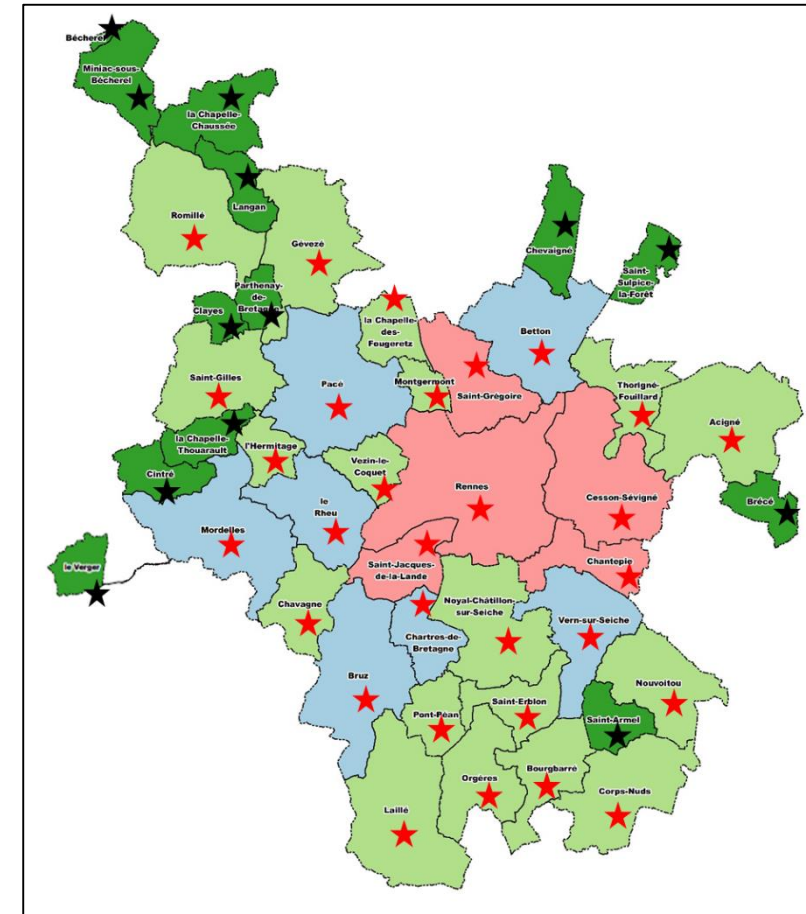 Bécherel
Miniac-sous-
Bécherel
la Chapelle-
Chaussée
Langan
Romillé
Gévezé
Chevaigné
Saint-
Sulpice-
la-Forêt
Parthenay-
de-
Bretagne
Clayes
la Chapelle-
des-
Fougeretz
Betton
Saint-Gilles
Pacé
Montgermont
Saint-Grégoire
Thorigné-
Fouillard
Acigné
la Chapelle-
Thouarault
l'Hermitage
Vezin-le-
Coquet
Cintré
Rennes
Cesson-Sévigné
Brécé
le
Rheu
Mordelles
le Verger
Saint-Jacques-
de-la-Lande
Chantepie
Chavagne
Noyal-Châtillon-
sur-Seiche
Vern-sur-Seiche
Chartres-de-
Bretagne
Bruz
Nouvoitou
Saint-Erblon
Pont-Péan
Saint-Armel
Bourgbarré
Orgères
Corps-Nuds
Laillé